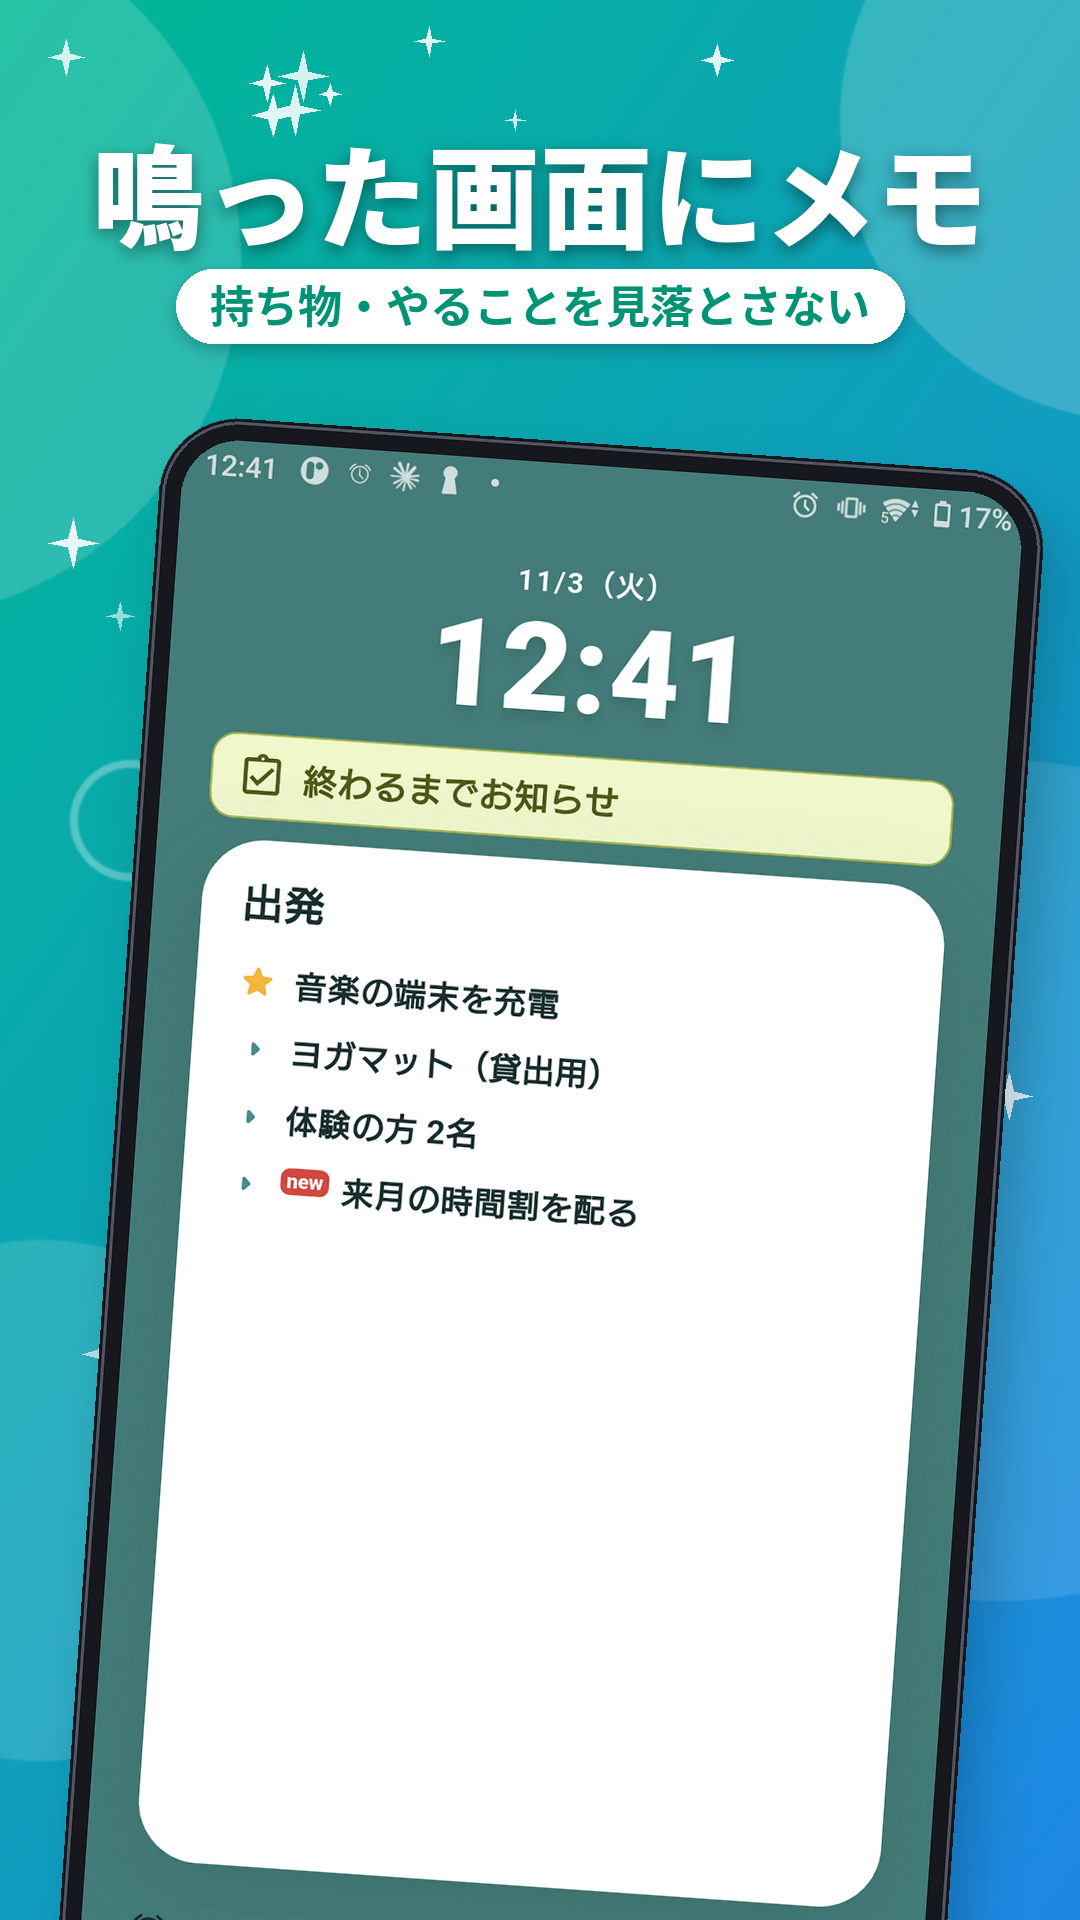 鳴った画面にメモ
持ち物・やることを見落とさない
12:41
5
17%
11/3（火）
12:41
終わるまでお知らせ
出発
音楽の端末を充電
ヨガマット（貸出用）
体験の方 2名
new 来月の時間割を配る